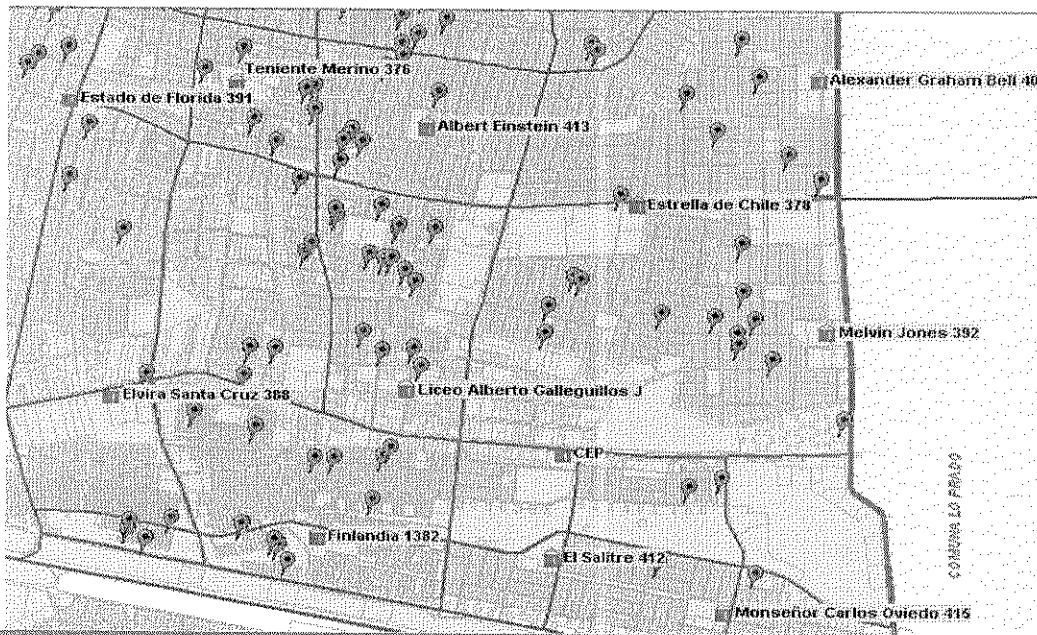 Teniente Merino 376
Alexander Graham Bell 40
Estado de Florida 391
Albert Einstein 413
Estrella de Chile 378
Melvin Jones 392
Elvira Santa Cruz 388
Liceo Alberto Galleguillos J
CEP
COMUNA LO PRADO
Finlandia 1382
El Salitre 412
Monseñor Carlos Oviedo 415